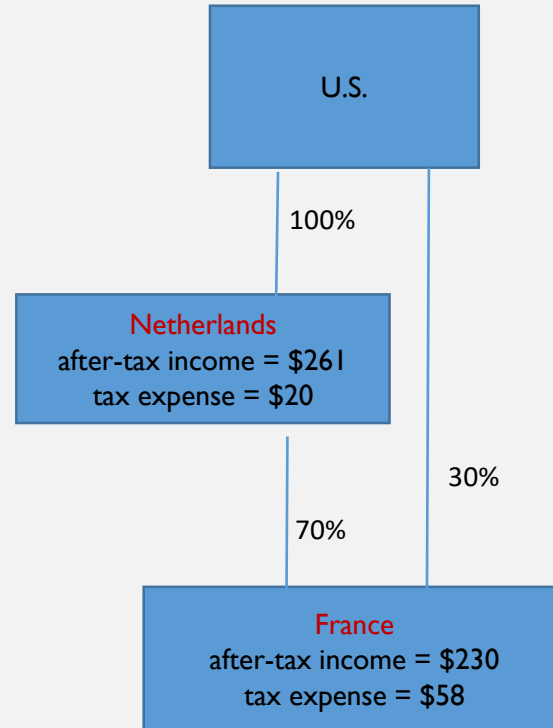 U.S.
100%
Netherlands
after-tax income = $261
tax expense = $20
30%
70%
France
after-tax income = $230
tax expense = $58